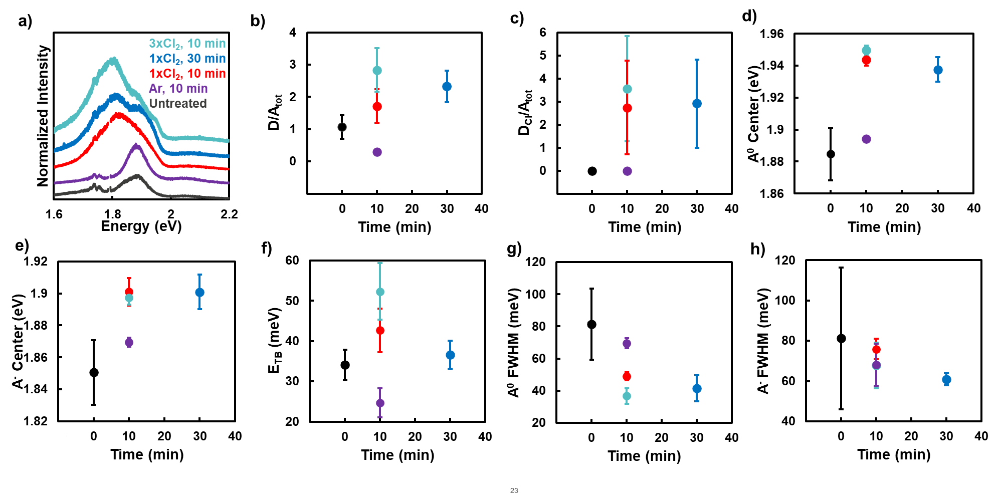 a)
Normalized Intensity
3xCl2, 10 min
1xCl2, 30 min
1xCl2, 10 min
Ar, 10 min
Untreated
1.6 1.8 2 2.2
Energy (eV)
b)
D/Atot
4
3
2
1
0
0 10 20 30 40
Time (min)
c)
DCl/Atot
6
5
4
3
2
1
0
0 10 20 30 40
Time (min)
d)
A0 Center (eV)
1.96
1.94
1.92
1.9
1.88
1.86
0 10 20 30 40
Time (min)
e)
A- Center (eV)
1.92
1.9
1.88
1.86
1.84
1.82
0 10 20 30 40
Time (min)
f)
ETB (meV)
60
50
40
30
20
0 10 20 30 40
Time (min)
g)
A0 FWHM (meV)
120
100
80
60
40
20
0 10 20 30 40
Time (min)
h)
A- FWHM (meV)
120
100
80
60
40
0 10 20 30 40
Time (min)
23